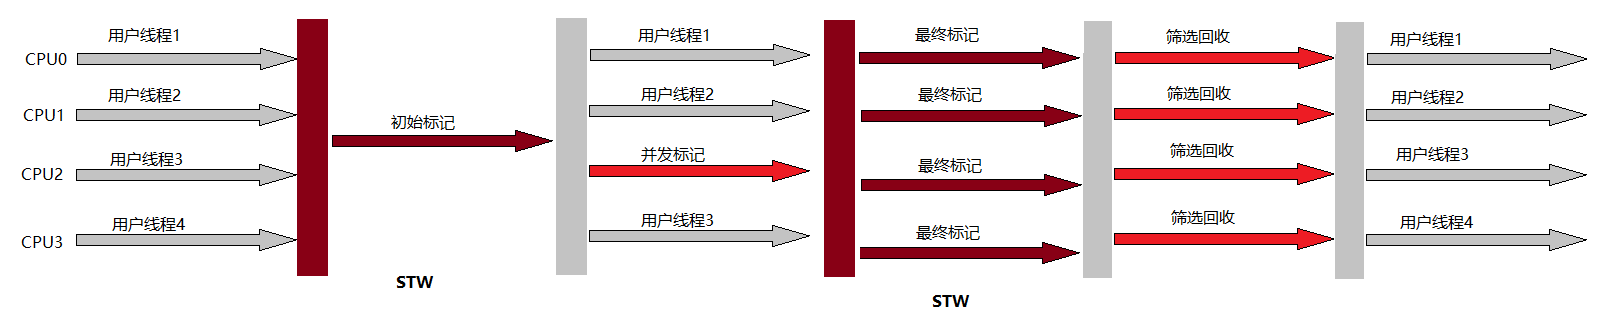 CPU0
用户线程1
CPU1
用户线程2
CPU2
用户线程3
CPU3
用户线程4
初始标记
STW
用户线程1
用户线程2
并发标记
用户线程3
最终标记
最终标记
最终标记
最终标记
STW
筛选回收
筛选回收
筛选回收
筛选回收
用户线程1
用户线程2
用户线程3
用户线程4